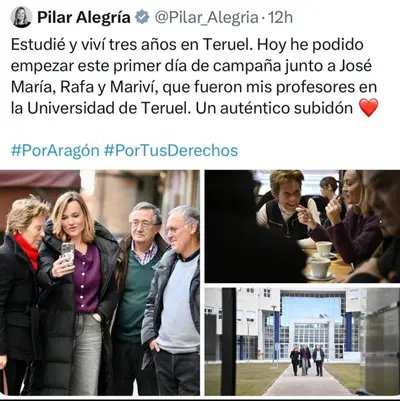 Pilar Alegría @Pilar_Alegria · 12h
Estudié y viví tres años en Teruel. Hoy he podido
empezar este primer día de campaña junto a José
María, Rafa y Mariví, que fueron mis profesores en
la Universidad de Teruel. Un auténtico subidón ❤️
#PorAragón #PorTusDerechos